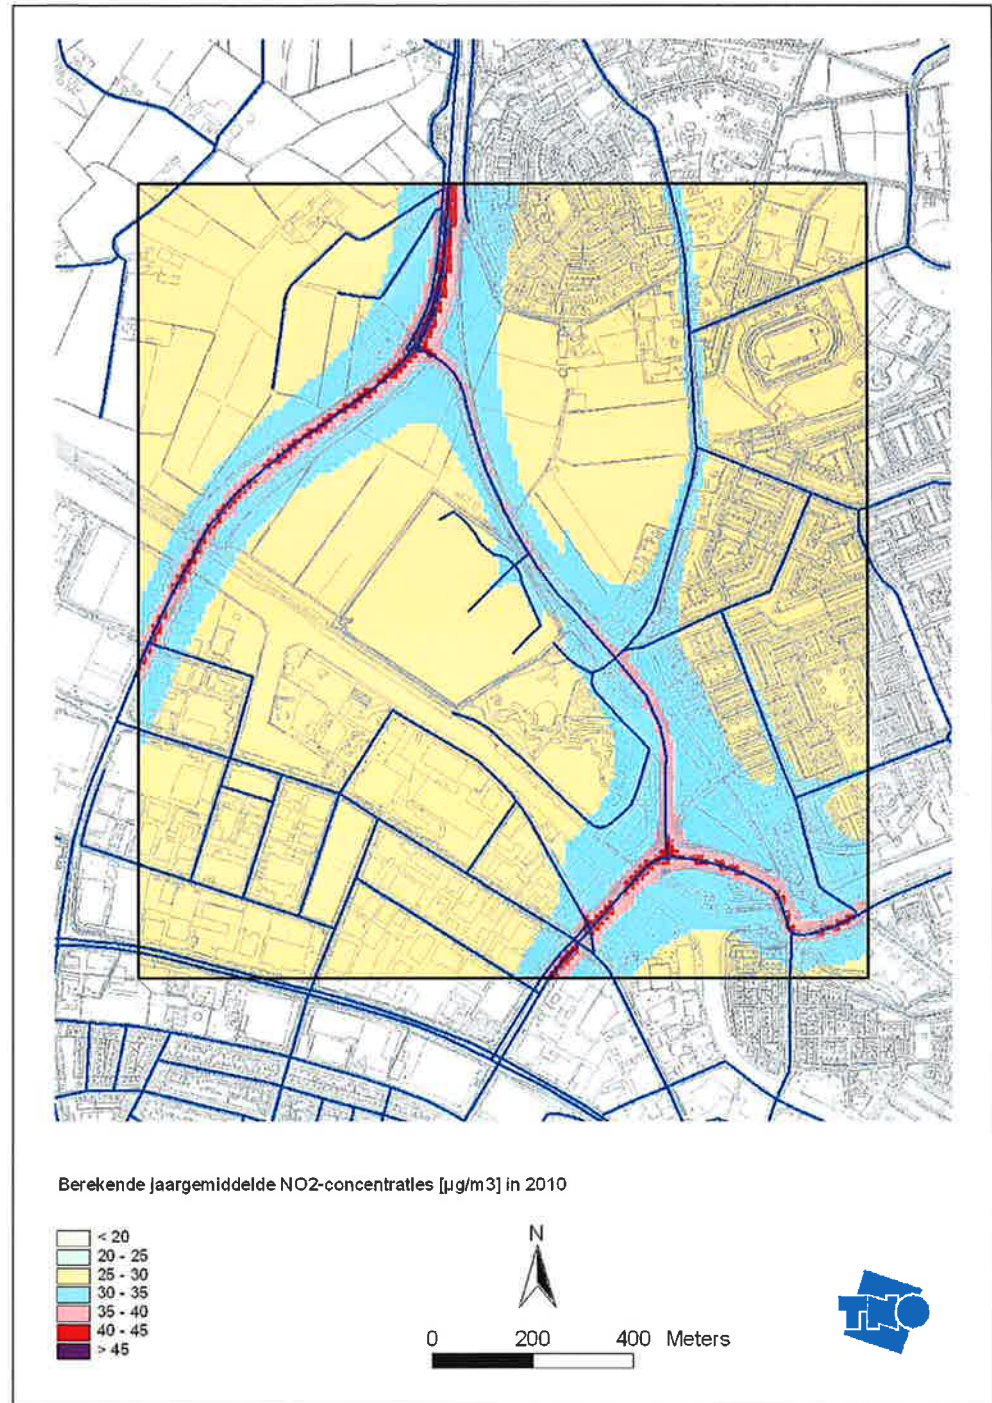 Berekende jaargemiddelde NO2-concentraties [µg/m3] in 2010
< 20
20 - 25
25 - 30
30 - 35
35 - 40
40 - 45
> 45
N
0 200 400 Meters
TNO